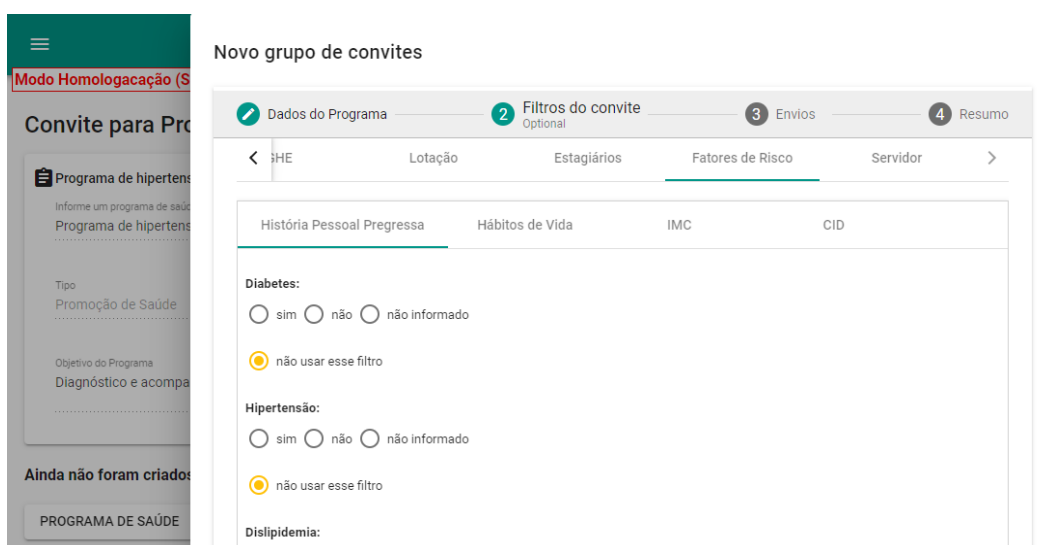 Novo grupo de convites
Modo Homologacação (S
Convite para Pro
Programa de hipertens
Informe um programa de saúd
Programa de hipertens
Tipo
Promoção de Saúde
Objetivo do Programa
Diagnóstico e acompa
Ainda não foram criados
PROGRAMA DE SAÚDE
Dados do Programa
2 Filtros do convite
Optional
3 Envios
4 Resumo
GHE Lotação Estagiários Fatores de Risco Servidor
História Pessoal Pregressa Hábitos de Vida IMC CID
Diabetes:
sim não não informado
não usar esse filtro
Hipertensão:
sim não não informado
não usar esse filtro
Dislipidemia: